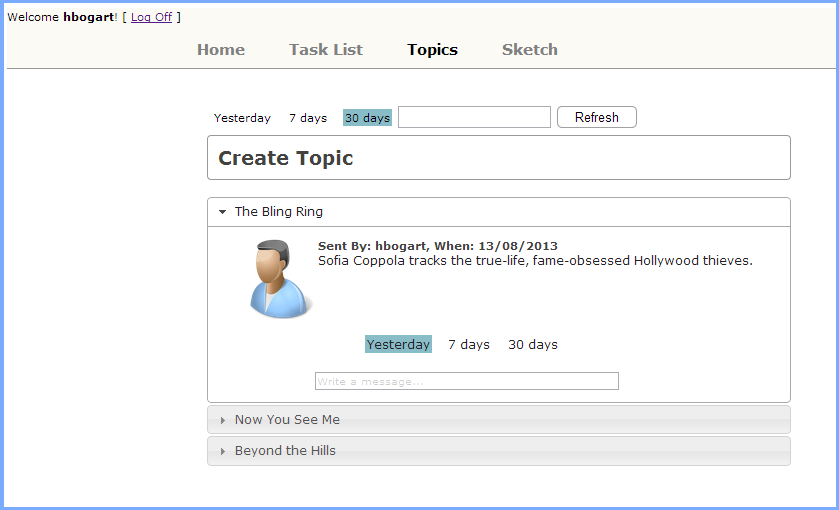 Welcome hbogart! [ Log Off ]
Home Task List Topics Sketch
Yesterday 7 days 30 days Refresh
Create Topic
The Bling Ring
Sent By: hbogart, When: 13/08/2013
Sofia Coppola tracks the true-life, fame-obsessed Hollywood thieves.
Yesterday 7 days 30 days
Write a message...
Now You See Me
Beyond the Hills